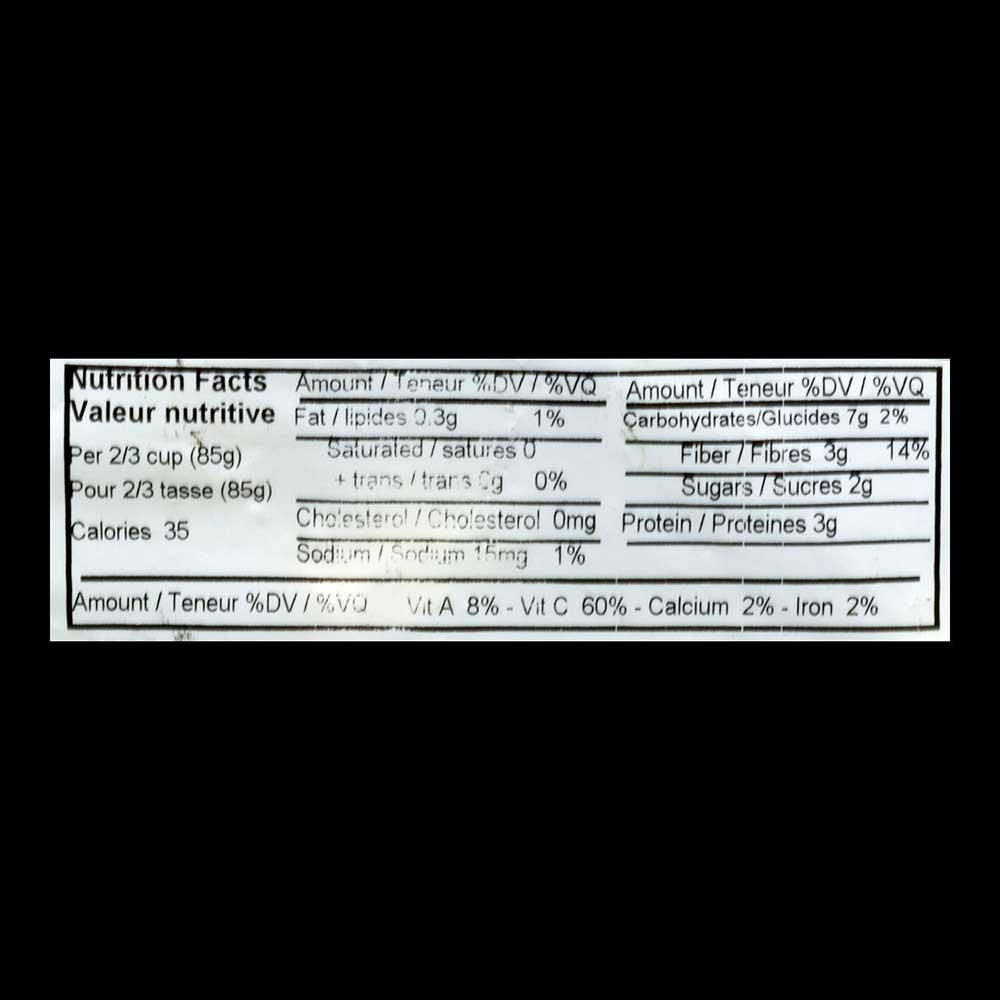 Nutrition Facts
Valeur nutritive
Per 2/3 cup (85g)
Pour 2/3 tasse (85g)
Calories 35
Amount / Teneur %DV / %VQ
Fat / lipides 0.3g 1%
Saturated / satures 0
+ trans / trans 0g 0%
Cholesterol / Cholesterol 0mg
Sodium / Sodium 15mg 1%
Amount / Teneur %DV / %VQ
Carbohydrates/Glucides 7g 2%
Fiber / Fibres 3g 14%
Sugars / Sucres 2g
Protein / Proteines 3g
Amount / Teneur %DV / %VQ Vit A 8% - Vit C 60% - Calcium 2% - Iron 2%